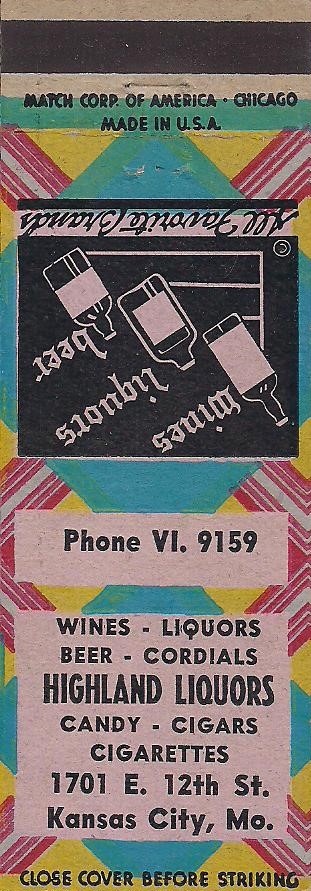 MATCH CORP. OF AMERICA · CHICAGO
MADE IN U.S.A.
All Favorite Brands
©
beer
liquors
wines
Phone VI. 9159
WINES - LIQUORS
BEER - CORDIALS
HIGHLAND LIQUORS
CANDY - CIGARS
CIGARETTES
1701 E. 12th St.
Kansas City, Mo.
CLOSE COVER BEFORE STRIKING